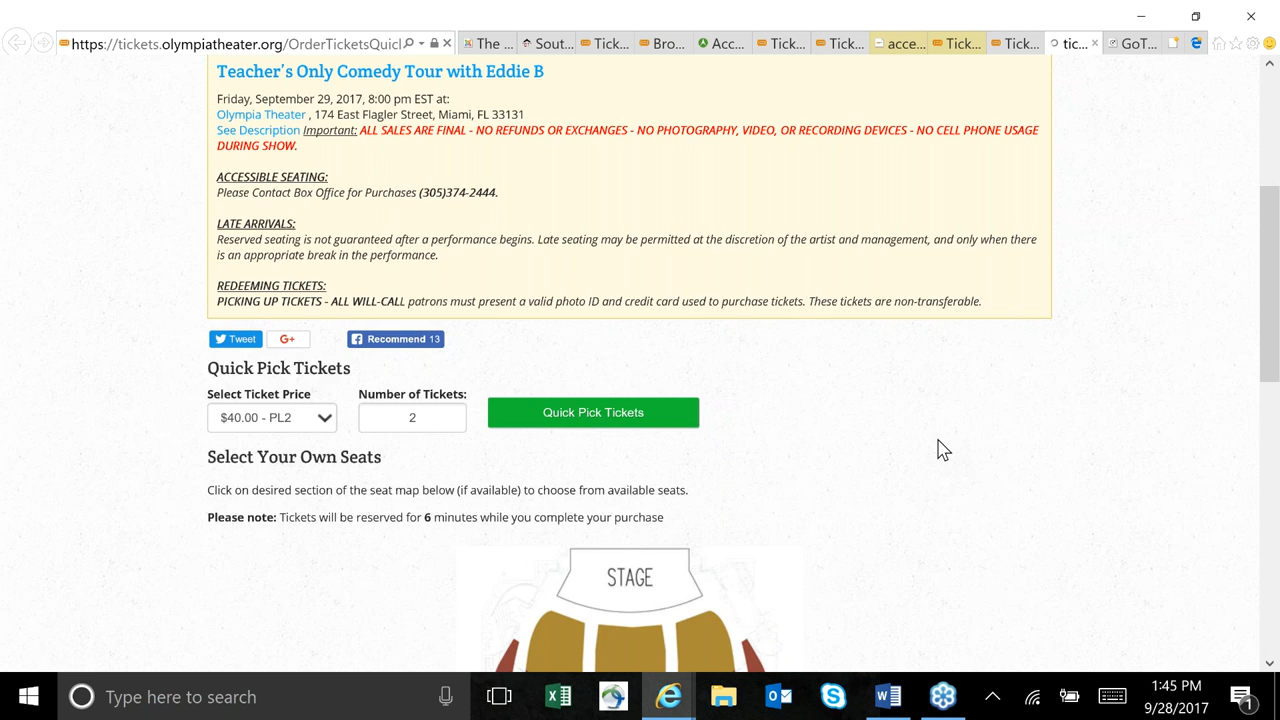 https://tickets.olympiatheater.org/OrderTicketsQuicl
The ...
Sout...
Tick...
Bro...
Acc...
Tick...
Tick...
acce...
Tick...
Tick...
tic...
GoT...
Teacher's Only Comedy Tour with Eddie B
Friday, September 29, 2017, 8:00 pm EST at:
Olympia Theater , 174 East Flagler Street, Miami, FL 33131
See Description Important: ALL SALES ARE FINAL - NO REFUNDS OR EXCHANGES - NO PHOTOGRAPHY, VIDEO, OR RECORDING DEVICES - NO CELL PHONE USAGE
DURING SHOW.
ACCESSIBLE SEATING:
Please Contact Box Office for Purchases (305)374-2444.
LATE ARRIVALS:
Reserved seating is not guaranteed after a performance begins. Late seating may be permitted at the discretion of the artist and management, and only when there
is an appropriate break in the performance.
REDEEMING TICKETS:
PICKING UP TICKETS - ALL WILL-CALL patrons must present a valid photo ID and credit card used to purchase tickets. These tickets are non-transferable.
Tweet
G+
Recommend 13
Quick Pick Tickets
Select Ticket Price
Number of Tickets:
$40.00 - PL2
2
Quick Pick Tickets
Select Your Own Seats
Click on desired section of the seat map below (if available) to choose from available seats.
Please note: Tickets will be reserved for 6 minutes while you complete your purchase
STAGE
Type here to search
1:45 PM
9/28/2017
1